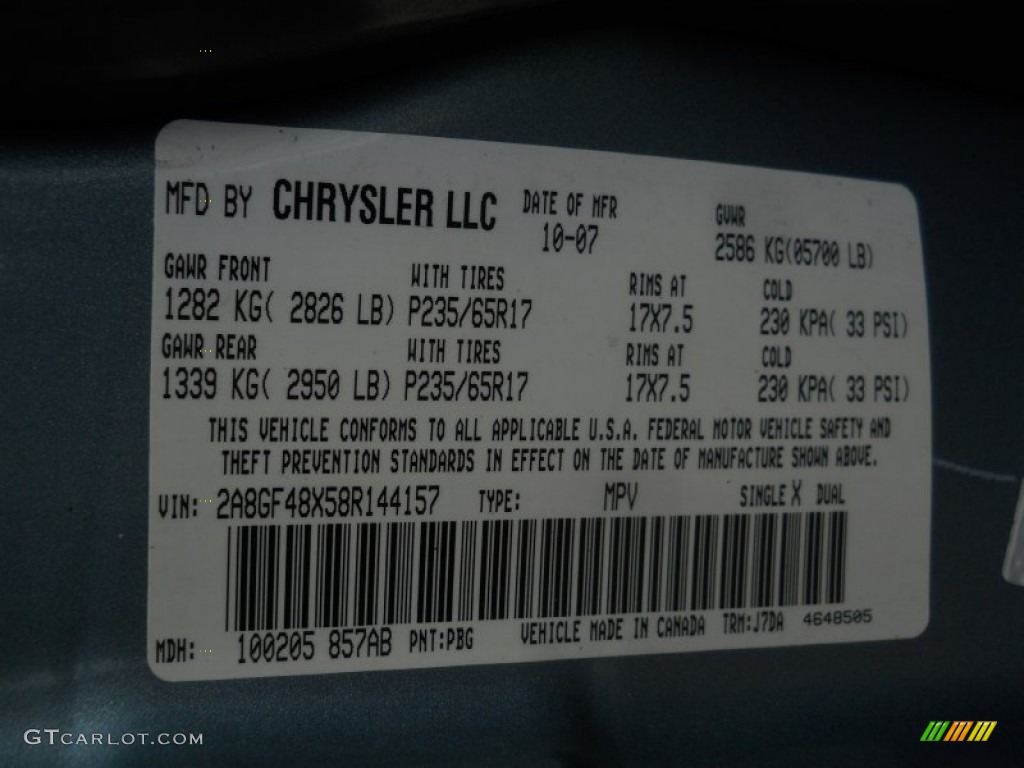 MFD BY CHRYSLER LLC DATE OF MFR GVWR
10-07 2586 KG(05700 LB)
GAWR FRONT WITH TIRES RIMS AT COLD
1282 KG( 2826 LB) P235/65R17 17X7.5 230 KPA( 33 PSI)
GAWR REAR WITH TIRES RIMS AT COLD
1339 KG( 2950 LB) P235/65R17 17X7.5 230 KPA( 33 PSI)
THIS VEHICLE CONFORMS TO ALL APPLICABLE U.S.A. FEDERAL MOTOR VEHICLE SAFETY AND
THEFT PREVENTION STANDARDS IN EFFECT ON THE DATE OF MANUFACTURE SHOWN ABOVE.
VIN: 2A8GF48X58R144157 TYPE: MPV SINGLE X DUAL
MDH: 100205 857AB PNT:PBG VEHICLE MADE IN CANADA TRM:J7DA 4648505
GTCARLOT.COM